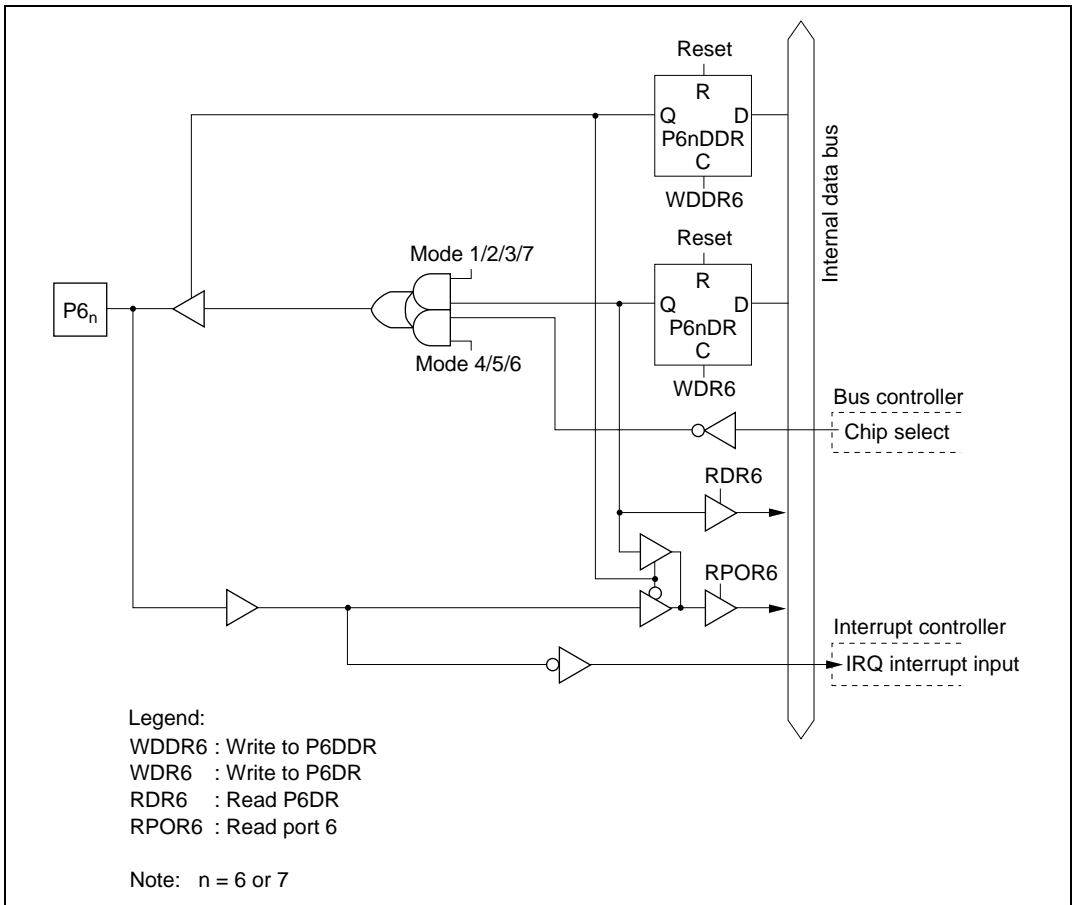 Reset
R
Q D
P6nDDR
C
WDDR6
Internal data bus
Reset
Mode 1/2/3/7
R
Q D
P6n
P6nDR
C
Mode 4/5/6
WDR6
Bus controller
Chip select
RDR6
RPOR6
Interrupt controller
IRQ interrupt input
Legend:
WDDR6 : Write to P6DDR
WDR6 : Write to P6DR
RDR6 : Read P6DR
RPOR6 : Read port 6
Note: n = 6 or 7